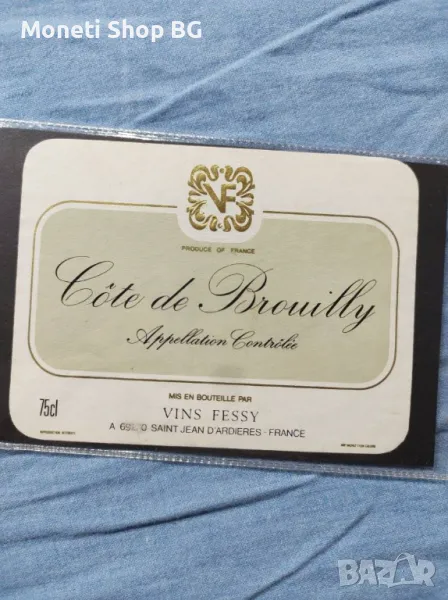 Moneti Shop BG
VF
PRODUCE OF FRANCE
Côte de Brouilly
Appellation Contrôlée
MIS EN BOUTEILLE PAR
75cl
VINS FESSY
A SAINT JEAN D'ARDIERES - FRANCE
BAZAR